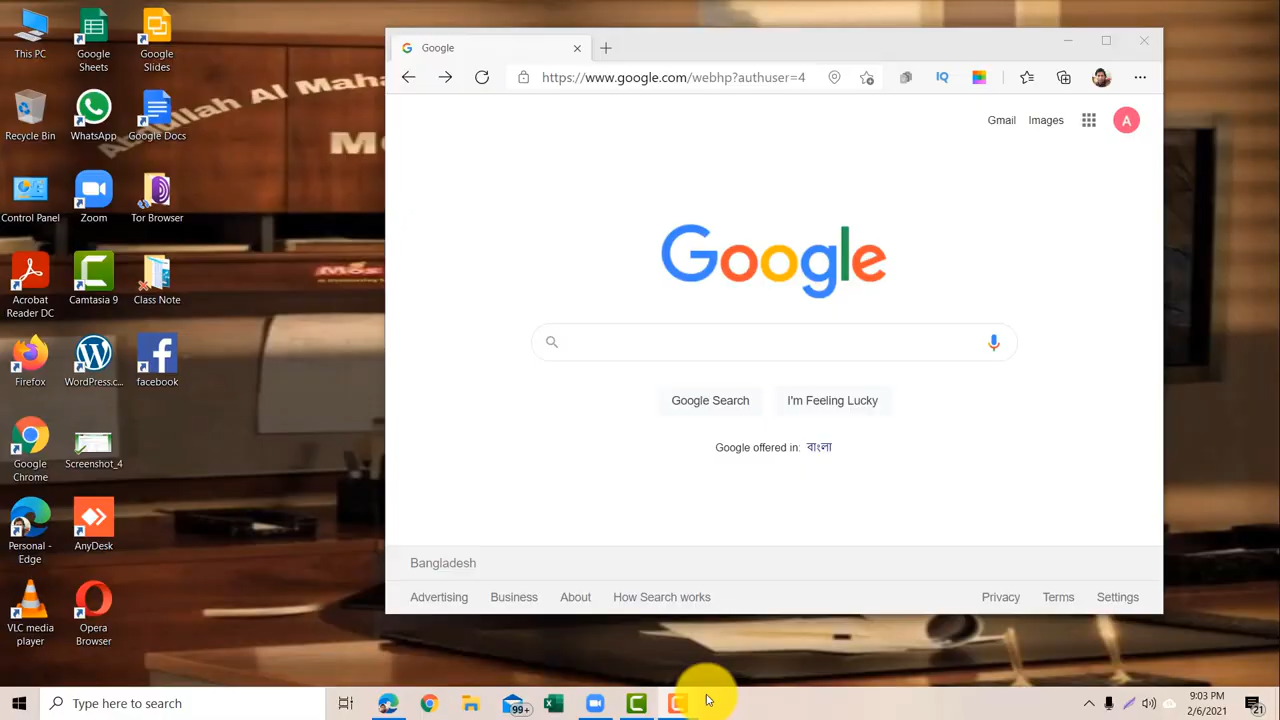 This PC
Google Sheets
Google Slides
Recycle Bin
WhatsApp
Google Docs
Control Panel
Zoom
Tor Browser
Acrobat Reader DC
Camtasia 9
Class Note
Firefox
WordPress.c...
facebook
Google Chrome
Screenshot_4
Personal - Edge
AnyDesk
VLC media player
Opera Browser
Google
https://www.google.com/webhp?authuser=4
IQ
Gmail
Images
A
Google
Google Search
I'm Feeling Lucky
Google offered in: বাংলা
Bangladesh
Advertising
Business
About
How Search works
Privacy
Terms
Settings
Type here to search
99+
9:03 PM
2/6/2021
21